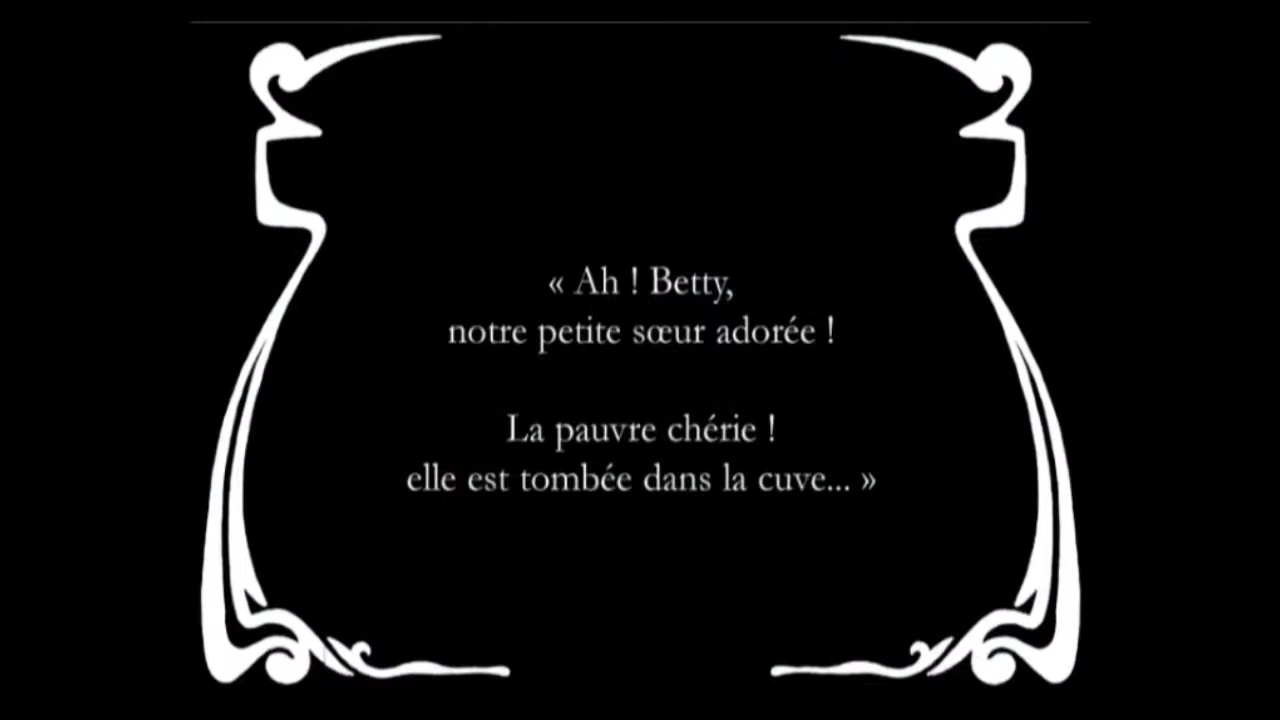 « Ah ! Betty,
notre petite sœur adorée !
La pauvre chérie !
elle est tombée dans la cuve... »